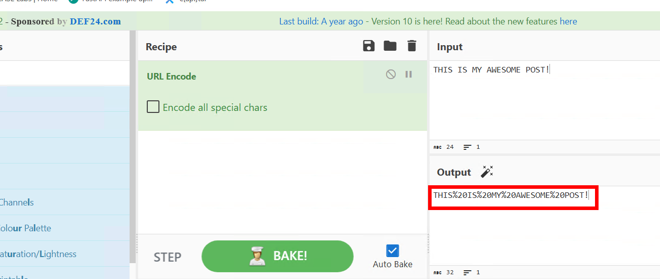 2 - Sponsored by DEF24.com
Last build: A year ago - Version 10 is here! Read about the new features here
s
Recipe
Input
URL Encode
THIS IS MY AWESOME POST!
Encode all special chars
ABC 24 1
Output
THIS%20IS%20MY%20AWESOME%20POST!
Channels
olour Palette
aturation/Lightness
STEP
BAKE!
Auto Bake
ABC 32 1